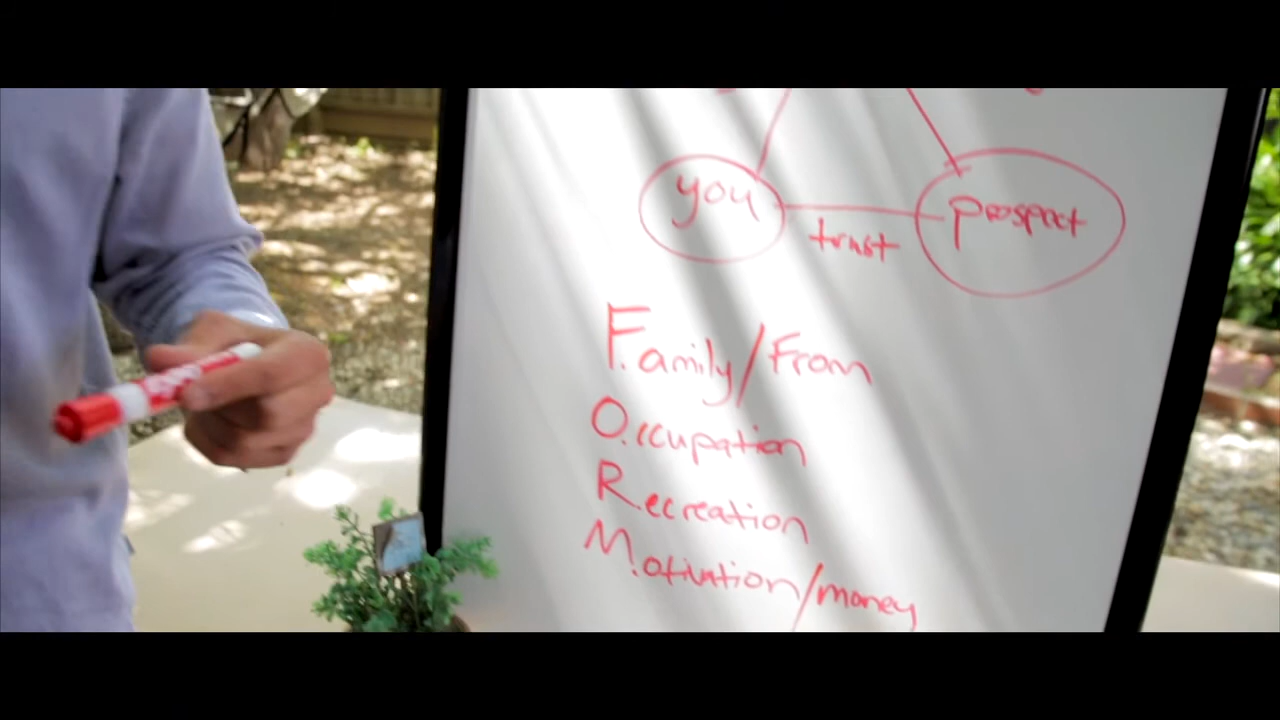 you
prospect
trust
F.amily/From
O.ccupation
R.ecreation
M.otivation/money